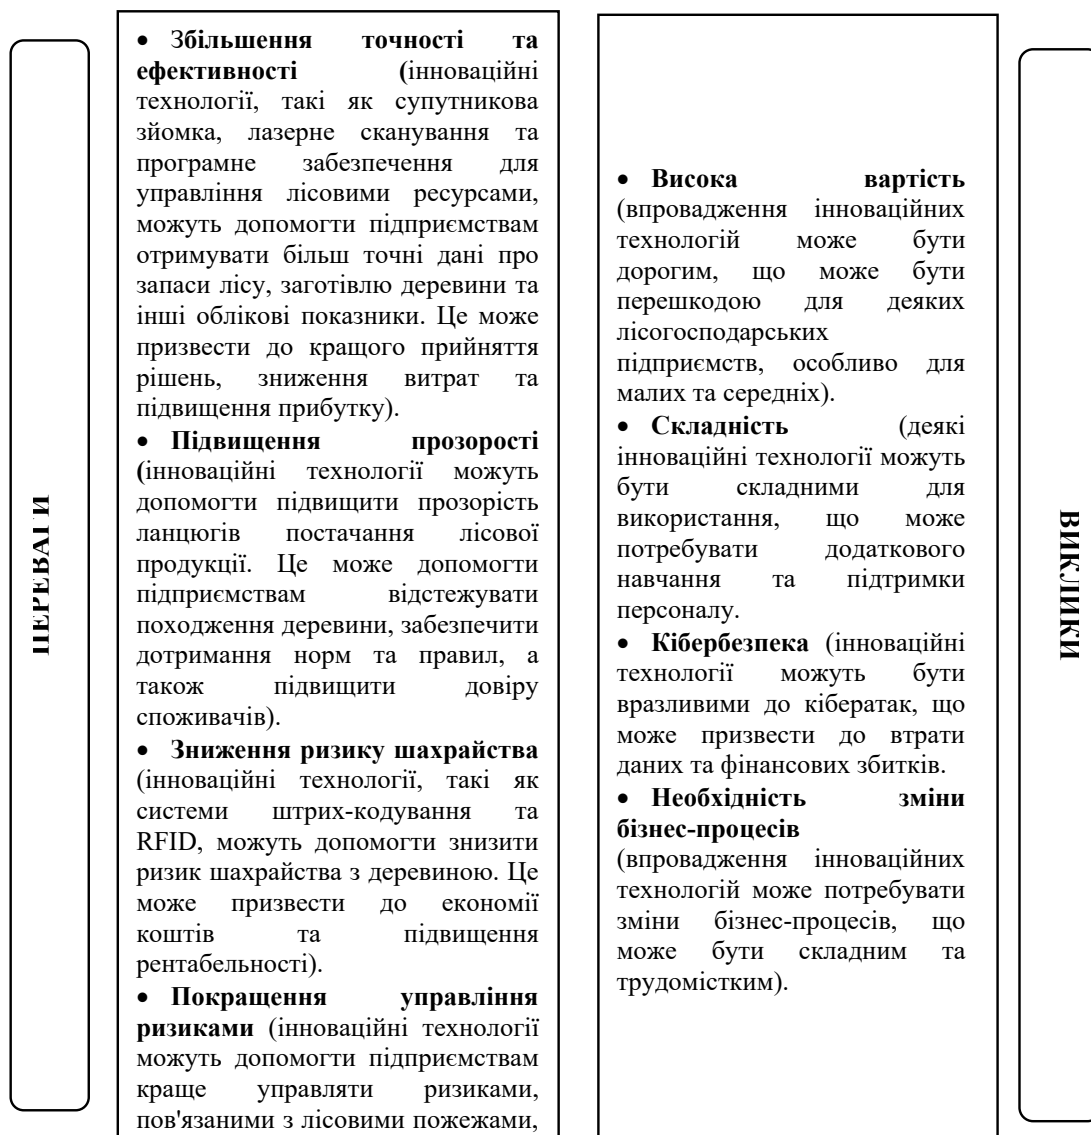 ПЕРЕВАГИ
• Збільшення точності та
ефективності (інноваційні
технології, такі як супутникова
зйомка, лазерне сканування та
програмне забезпечення для
управління лісовими ресурсами,
можуть допомогти підприємствам
отримувати більш точні дані про
запаси лісу, заготівлю деревини та
інші облікові показники. Це може
призвести до кращого прийняття
рішень, зниження витрат та
підвищення прибутку).
• Підвищення прозорості
(інноваційні технології можуть
допомогти підвищити прозорість
ланцюгів постачання лісової
продукції. Це може допомогти
підприємствам відстежувати
походження деревини, забезпечити
дотримання норм та правил, а
також підвищити довіру
споживачів).
• Зниження ризику шахрайства
(інноваційні технології, такі як
системи штрих-кодування та
RFID, можуть допомогти знизити
ризик шахрайства з деревиною. Це
може призвести до економії
коштів та підвищення
рентабельності).
• Покращення управління
ризиками (інноваційні технології
можуть допомогти підприємствам
краще управляти ризиками,
пов'язаними з лісовими пожежами,
• Висока вартість
(впровадження інноваційних
технологій може бути
дорогим, що може бути
перешкодою для деяких
лісогосподарських
підприємств, особливо для
малих та середніх).
• Складність (деякі
інноваційні технології можуть
бути складними для
використання, що може
потребувати додаткового
навчання та підтримки
персоналу.
• Кібербезпека (інноваційні
технології можуть бути
вразливими до кібератак, що
може призвести до втрати
даних та фінансових збитків.
• Необхідність зміни
бізнес-процесів
(впровадження інноваційних
технологій може потребувати
зміни бізнес-процесів, що
може бути складним та
трудомістким).
ВИКЛИКИ